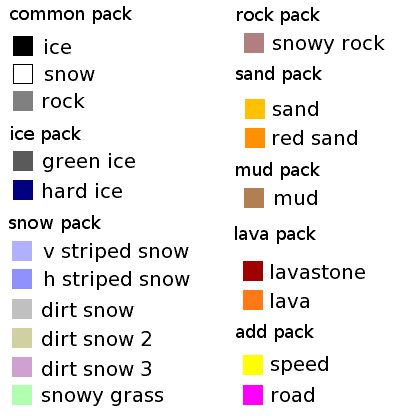 common pack
ice
snow
rock
ice pack
green ice
hard ice
snow pack
v striped snow
h striped snow
dirt snow
dirt snow 2
dirt snow 3
snowy grass
rock pack
snowy rock
sand pack
sand
red sand
mud pack
mud
lava pack
lavastone
lava
add pack
speed
road